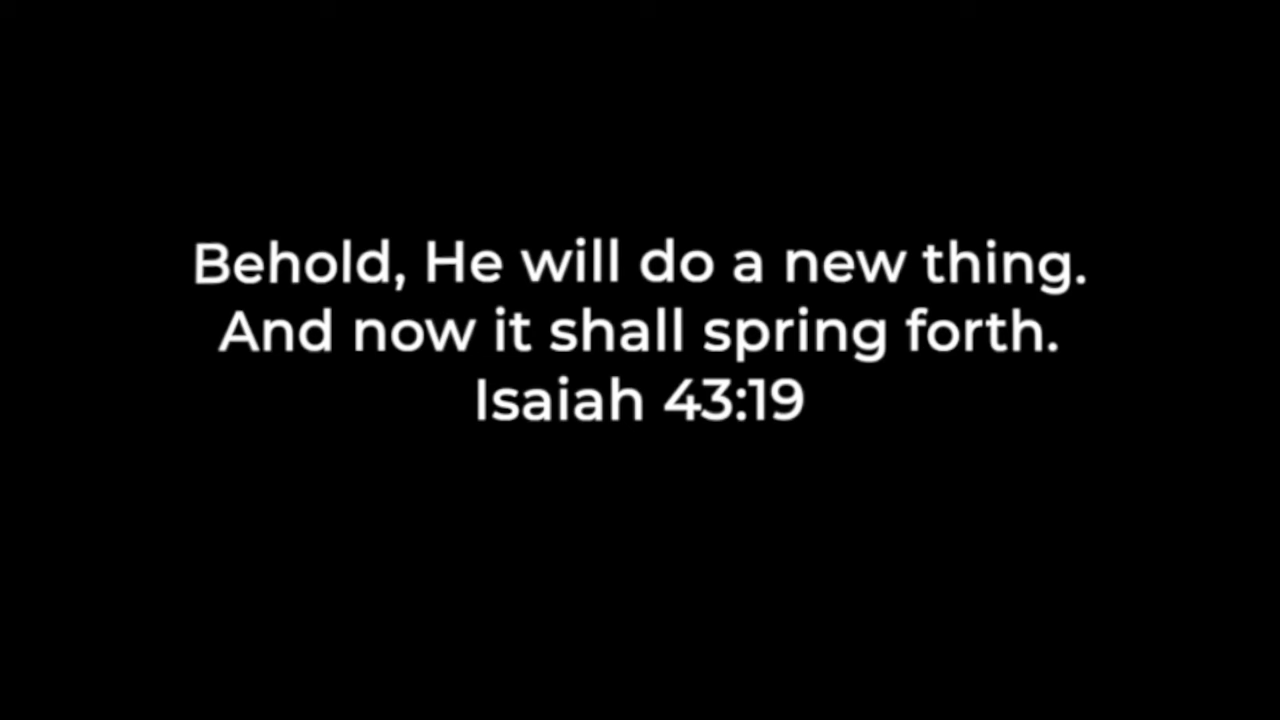 Behold, He will do a new thing.
And now it shall spring forth.
Isaiah 43:19